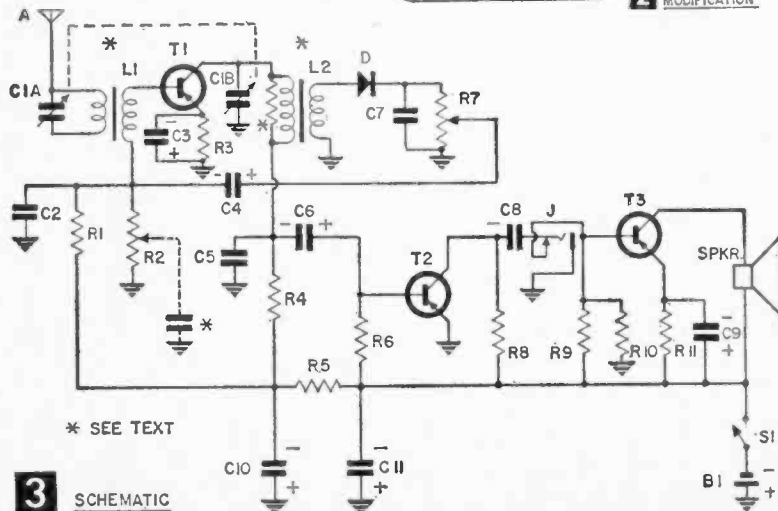 2 MODIFICATION
A
*
T1
*
L1
C1B
L2
D
C1A
C3
R3
*
C7
R7
C4
C2
R1
R2
C6
C8
J
T3
C5
T2
SPKR.
*
R4
R6
R8
R9
R10
R11
C9
R5
* SEE TEXT
C10
C11
S1
B1
3 SCHEMATIC